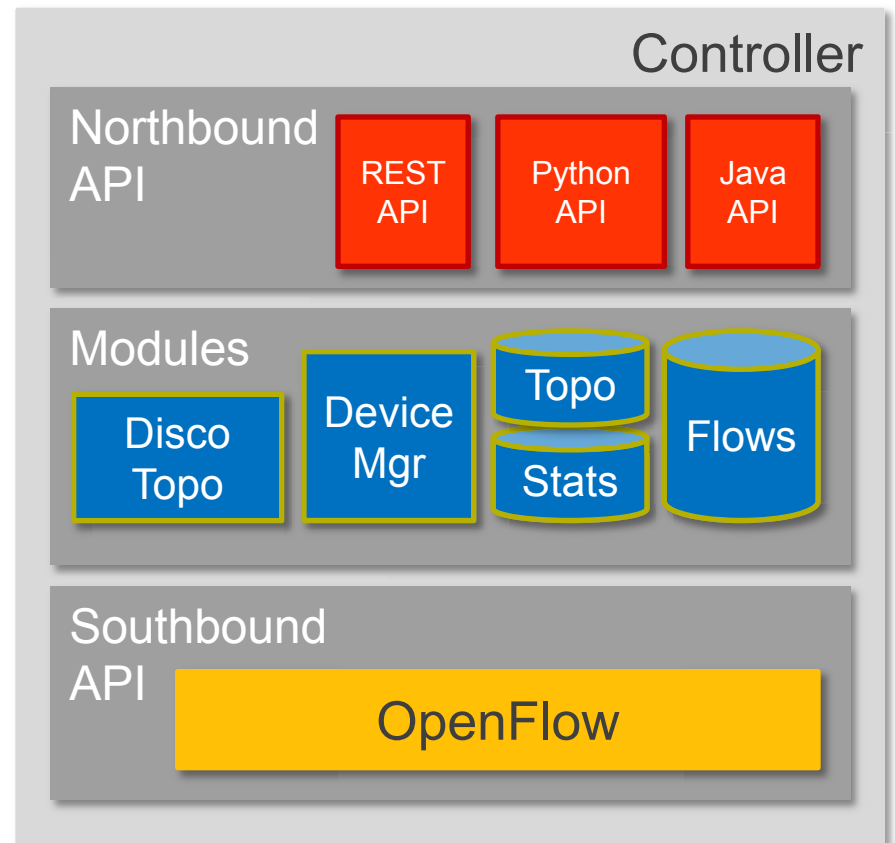 Controller
Northbound
API
REST
API
Python
API
Java
API
Modules
Disco
Topo
Device
Mgr
Topo
Stats
Flows
Southbound
API
OpenFlow